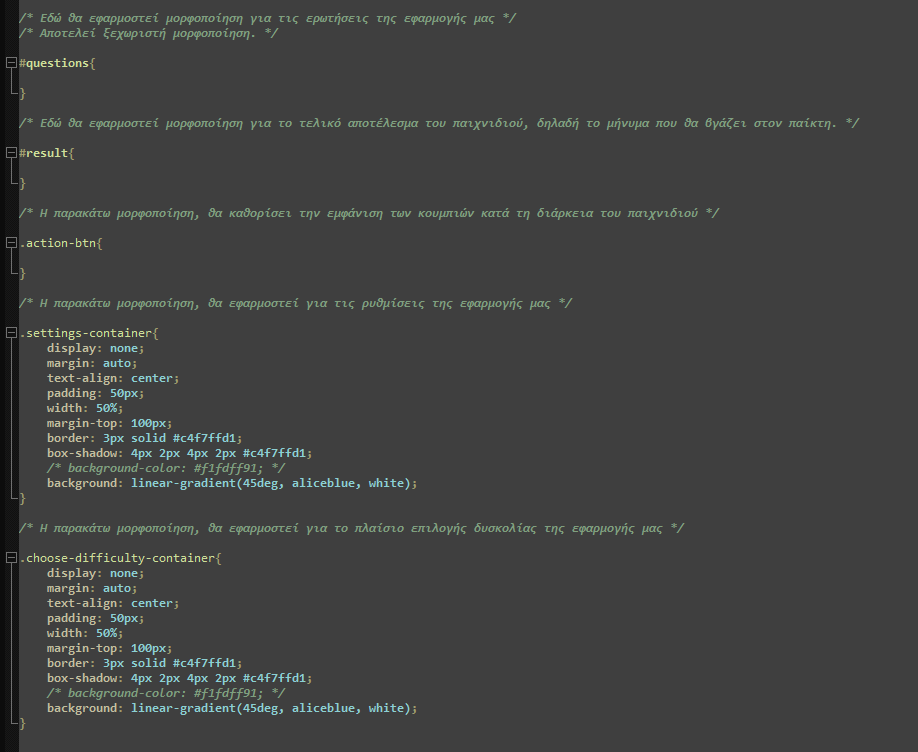 /* Εδώ θα εφαρμοστεί μορφοποίηση για τις ερωτήσεις της εφαρμογής μας */
/* Αποτελεί ξεχωριστή μορφοποίηση. */
#questions{
}
/* Εδώ θα εφαρμοστεί μορφοποίηση για το τελικό αποτέλεσμα του παιχνιδιού, δηλαδή το μήνυμα που θα βγάζει στον παίκτη. */
#result{
}
/* Η παρακάτω μορφοποίηση, θα καθορίσει την εμφάνιση των κουμπιών κατά τη διάρκεια του παιχνιδιού */
.action-btn{
}
/* Η παρακάτω μορφοποίηση, θα εφαρμοστεί για τις ρυθμίσεις της εφαρμογής μας */
.settings-container{
display: none;
margin: auto;
text-align: center;
padding: 50px;
width: 50%;
margin-top: 100px;
border: 3px solid #c4f7ffd1;
box-shadow: 4px 2px 4px 2px #c4f7ffd1;
/* background-color: #f1fdff91; */
background: linear-gradient(45deg, aliceblue, white);
}
/* Η παρακάτω μορφοποίηση, θα εφαρμοστεί για το πλαίσιο επιλογής δυσκολίας της εφαρμογής μας */
.choose-difficulty-container{
display: none;
margin: auto;
text-align: center;
padding: 50px;
width: 50%;
margin-top: 100px;
border: 3px solid #c4f7ffd1;
box-shadow: 4px 2px 4px 2px #c4f7ffd1;
/* background-color: #f1fdff91; */
background: linear-gradient(45deg, aliceblue, white);
}